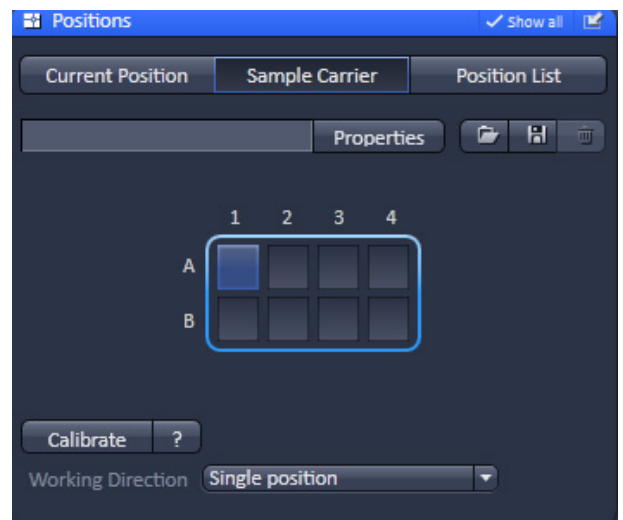 Positions Show all
Current Position Sample Carrier Position List
Properties
1 2 3 4
A
B
Calibrate ?
Working Direction Single position